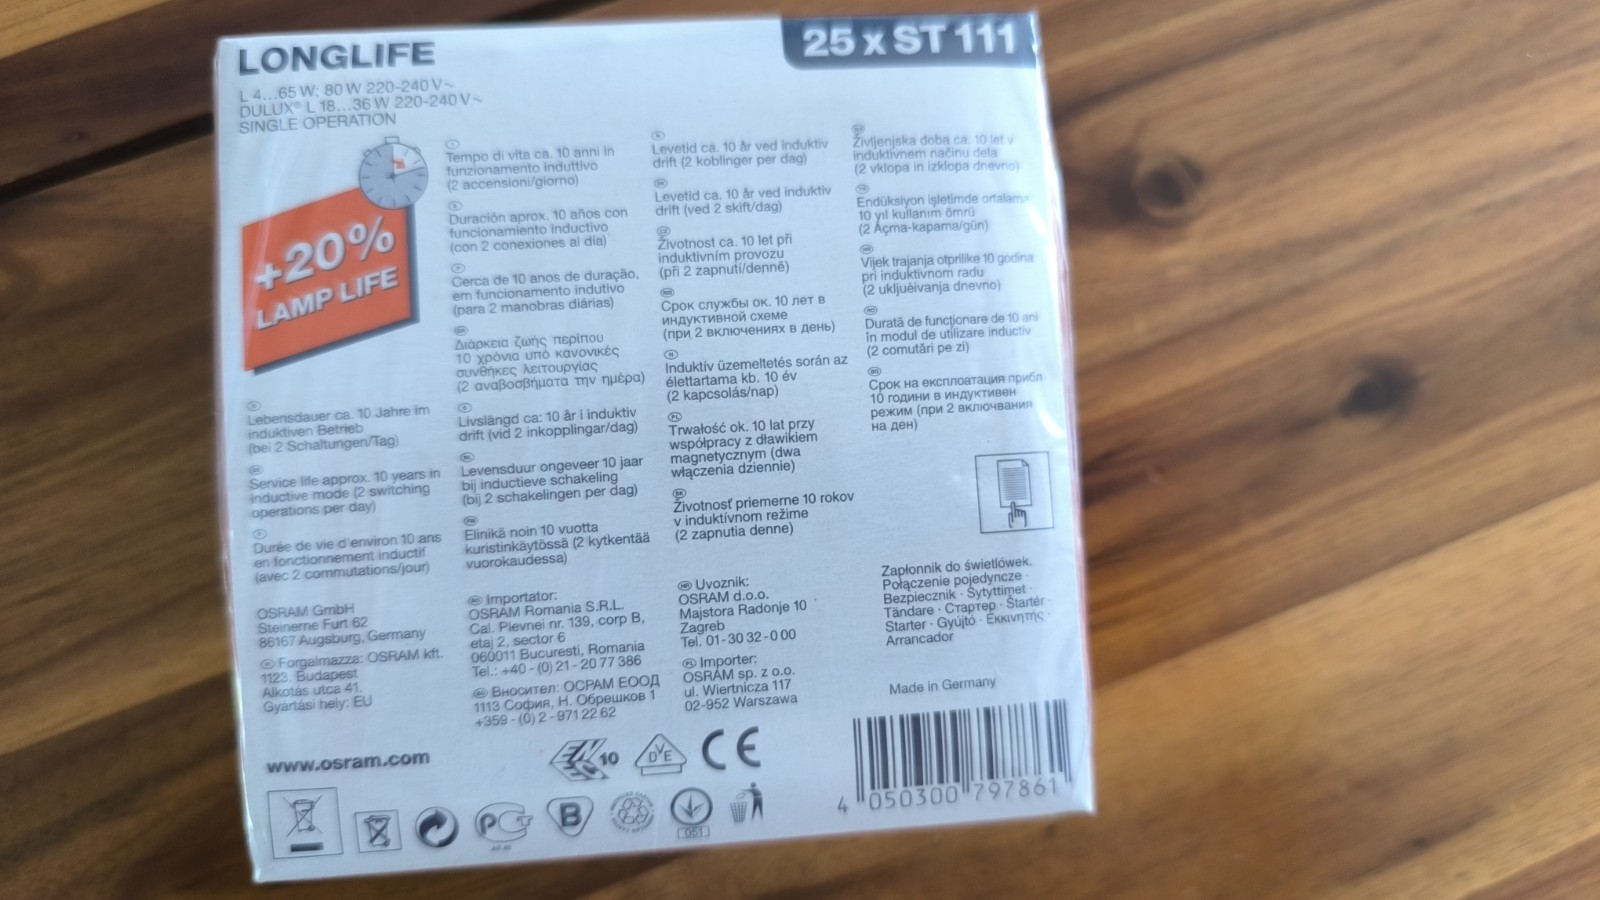 LONGLIFE
25 x ST 111
L 4...65 W; 80 W 220-240 V~
DULUX® L 18...36 W 220-240 V~
SINGLE OPERATION
+20%
LAMP LIFE
Lebensdauer ca. 10 Jahre im
induktiven Betrieb
(bei 2 Schaltungen/Tag)
Service life approx. 10 years in
inductive mode (2 switching
operations per day)
Durée de vie d'environ 10 ans
en fonctionnement inductif
(avec 2 commutations/jour)
Tempo di vita ca. 10 anni in
funzionamento induttivo
(2 accensioni/giorno)
Duración aprox. 10 años con
funcionamiento inductivo
(con 2 conexiones al día)
Cerca de 10 anos de duração,
em funcionamento indutivo
(para 2 manobras diárias)
Διάρκεια ζωής περίπου
10 χρόνια υπό κανονικές
συνθήκες λειτουργίας
(2 αναβοσβήματα την ημέρα)
Livslängd ca: 10 år i induktiv
drift (vid 2 inkopplingar/dag)
Levensduur ongeveer 10 jaar
bij inductieve schakeling
(bij 2 schakelingen per dag)
Elinikä noin 10 vuotta
kuristinkäytössä (2 kytkentää
vuorokaudessa)
Levetid ca. 10 år ved induktiv
drift (2 koblinger per dag)
Levetid ca. 10 år ved induktiv
drift (ved 2 skift/dag)
Životnost ca. 10 let při
induktivním provozu
(při 2 zapnutí/denně)
Срок службы ок. 10 лет в
индуктивной схеме
(при 2 включениях в день)
Induktív üzemeltetés során az
élettartama kb. 10 év
(2 kapcsolás/nap)
Trwałość ok. 10 lat przy
współpracy z dławikiem
magnetycznym (dwa
włączenia dziennie)
Životnosť priemerne 10 rokov
v induktívnom režime
(2 zapnutia denne)
Življenjska doba ca. 10 let v
induktivnem načinu dela
(2 vklopa in izklopa dnevno)
Endüksiyon işletimde ortalama
10 yıl kullanım ömrü
(2 Açma-kapama/gün)
Vijek trajanja otprilike 10 godina
pri induktivnom radu
(2 uključéivanja dnevno)
Durată de funcţionare de 10 ani
în modul de utilizare inductiv
(2 comutări pe zi)
Срок на експлоатация прибл
10 години в индуктивен
режим (при 2 включвания
на ден)
OSRAM GmbH
Steinerne Furt 62
86167 Augsburg, Germany
Forgalmazza: OSRAM kft.
1123. Budapest
Alkotás utca 41.
Gyártási hely: EU
Importator:
OSRAM Romania S.R.L.
Cal. Plevnei nr. 139, corp B,
etaj 2, sector 6
060011 Bucuresti, Romania
Tel.: +40 - (0) 21 - 20 77 386
Вносител: ОСРАМ ЕООД
1113 София, Н. Обрешков 1
+359 - (0) 2 - 971 22 62
Uvoznik:
OSRAM d.o.o.
Majstora Radonje 10
Zagreb
Tel. 01- 30 32 - 0 00
Importer:
OSRAM sp. z o.o.
ul. Wiertnicza 117
02-952 Warszawa
Zapłonnik do świetlówek.
Połączenie pojedyncze ·
Bezpiecznik · Sytyttimet ·
Tändare · Стартер · Štartér ·
Starter · Gyújtó · Εκκινητής ·
Arrancador
Made in Germany
www.osram.com
10
VDE
CE
B
051
4 050300 797861